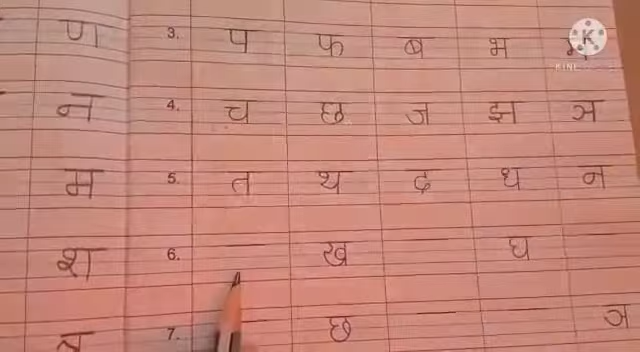 ण 3. प फ ब भ म
न 4. च छ ज झ ञ
म 5. त थ द ध न
श 6. ख घ
7. छ ञ